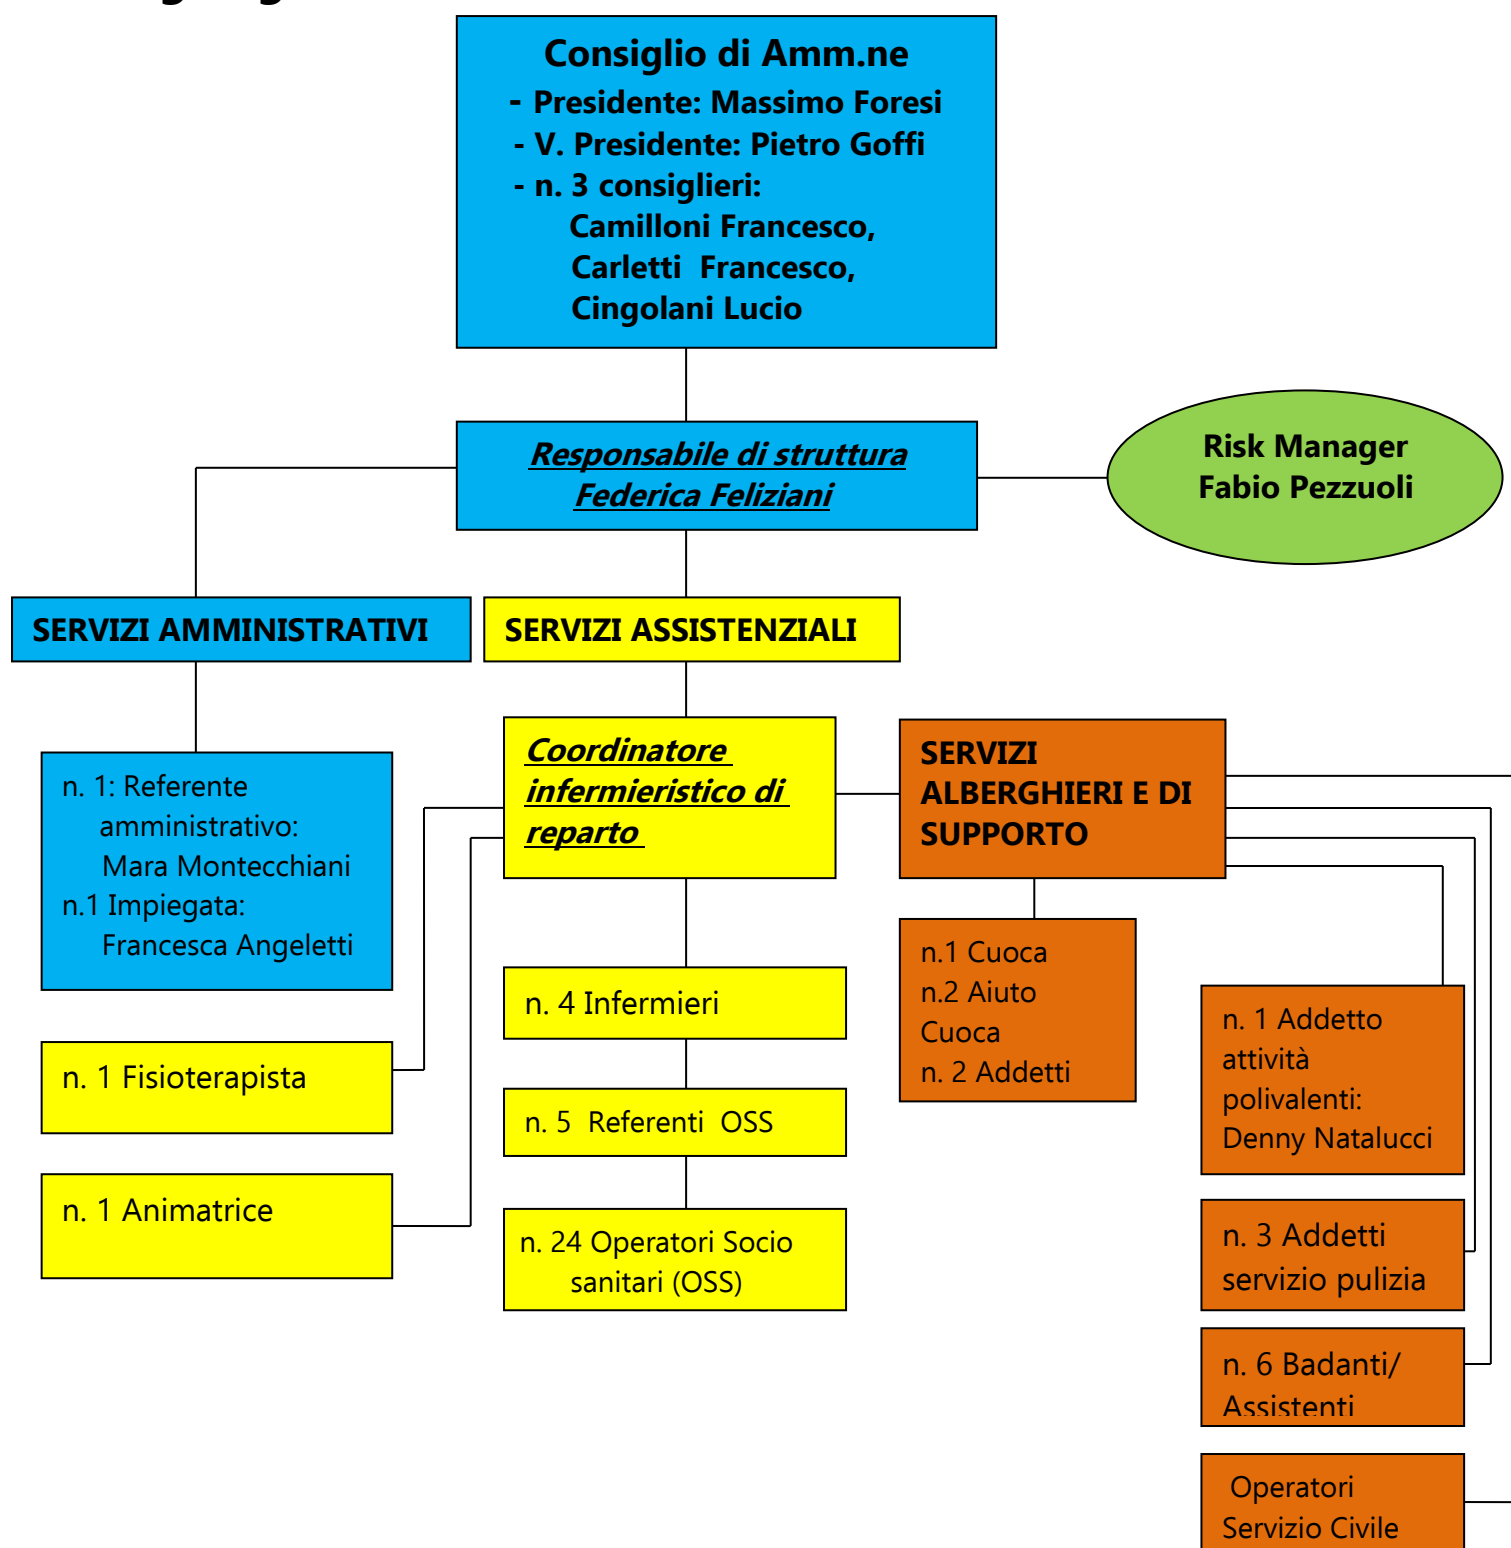 Consiglio di Amm.ne
- Presidente: Massimo Foresi
- V. Presidente: Pietro Goffi
- n. 3 consiglieri:
Camilloni Francesco,
Carletti Francesco,
Cingolani Lucio
Responsabile di struttura
Federica Feliziani
Risk Manager
Fabio Pezzuoli
SERVIZI AMMINISTRATIVI
SERVIZI ASSISTENZIALI
n. 1: Referente
amministrativo:
Mara Montecchiani
n.1 Impiegata:
Francesca Angeletti
Coordinatore
infermieristico di
reparto
SERVIZI
ALBERGHIERI E DI
SUPPORTO
n. 1 Fisioterapista
n. 1 Animatrice
n. 4 Infermieri
n. 5 Referenti OSS
n. 24 Operatori Socio
sanitari (OSS)
n.1 Cuoca
n.2 Aiuto
Cuoca
n. 2 Addetti
n. 1 Addetto
attività
polivalenti:
Denny Natalucci
n. 3 Addetti
servizio pulizia
n. 6 Badanti/
Assistenti
Operatori
Servizio Civile